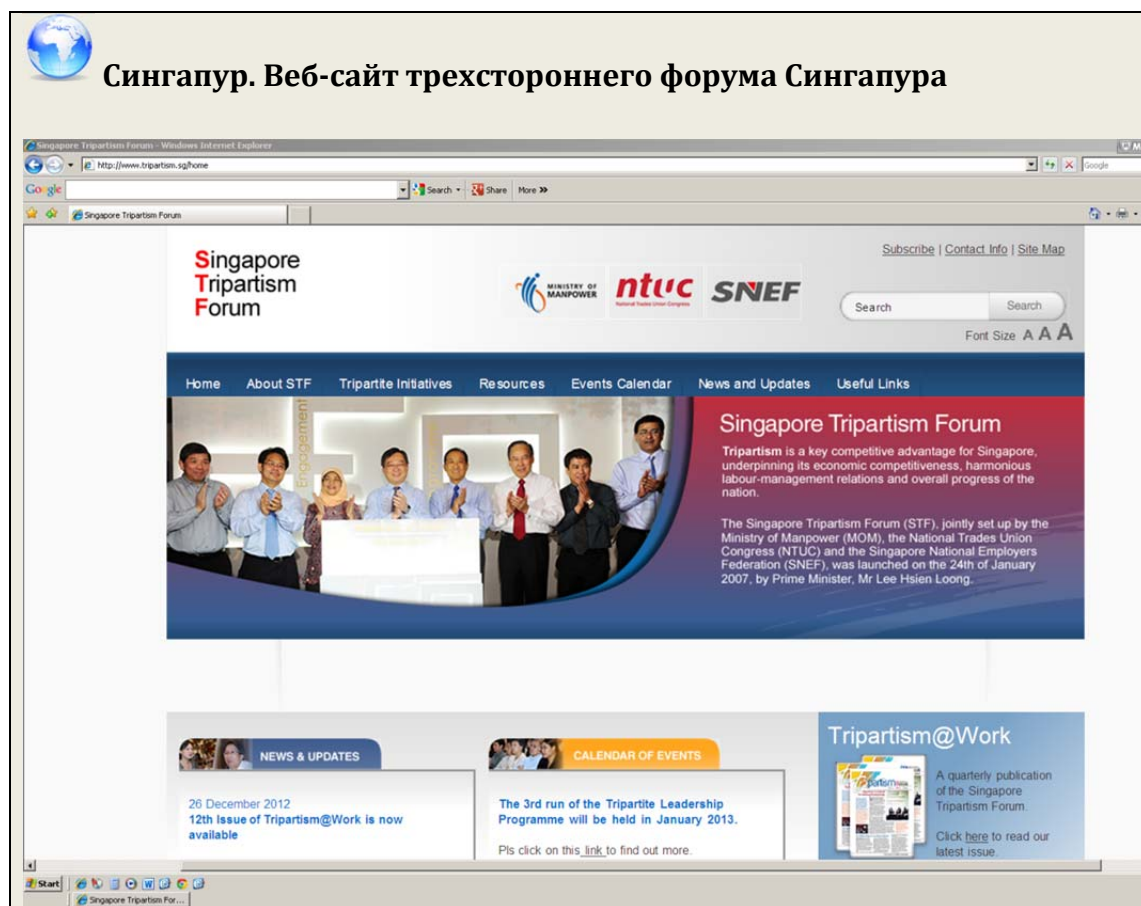 Сингапур. Веб-сайт трехстороннего форума Сингапура
Singapore Tripartism Forum - Windows Internet Explorer
http://www.tripartism.sg/home
Google
Google
Search
Share
More
Singapore Tripartism Forum
Subscribe | Contact Info | Site Map
Singapore
Tripartism
Forum
MINISTRY OF
MANPOWER
ntuc
National Trades Union Congress
SNEF
Search
Search
Font Size A A A
Home
About STF
Tripartite Initiatives
Resources
Events Calendar
News and Updates
Useful Links
Engagement
Singapore Tripartism Forum
Tripartism is a key competitive advantage for Singapore,
underpinning its economic competitiveness, harmonious
labour-management relations and overall progress of the
nation.
The Singapore Tripartism Forum (STF), jointly set up by the
Ministry of Manpower (MOM), the National Trades Union
Congress (NTUC) and the Singapore National Employers
Federation (SNEF), was launched on the 24th of January
2007, by Prime Minister, Mr Lee Hsien Loong.
NEWS & UPDATES
26 December 2012
12th Issue of Tripartism@Work is now
available
CALENDAR OF EVENTS
The 3rd run of the Tripartite Leadership
Programme will be held in January 2013.
Pls click on this link to find out more.
Tripartism@Work
A quarterly publication
of the Singapore
Tripartism Forum.
Click here to read our
latest issue.
Start
Singapore Tripartism For...